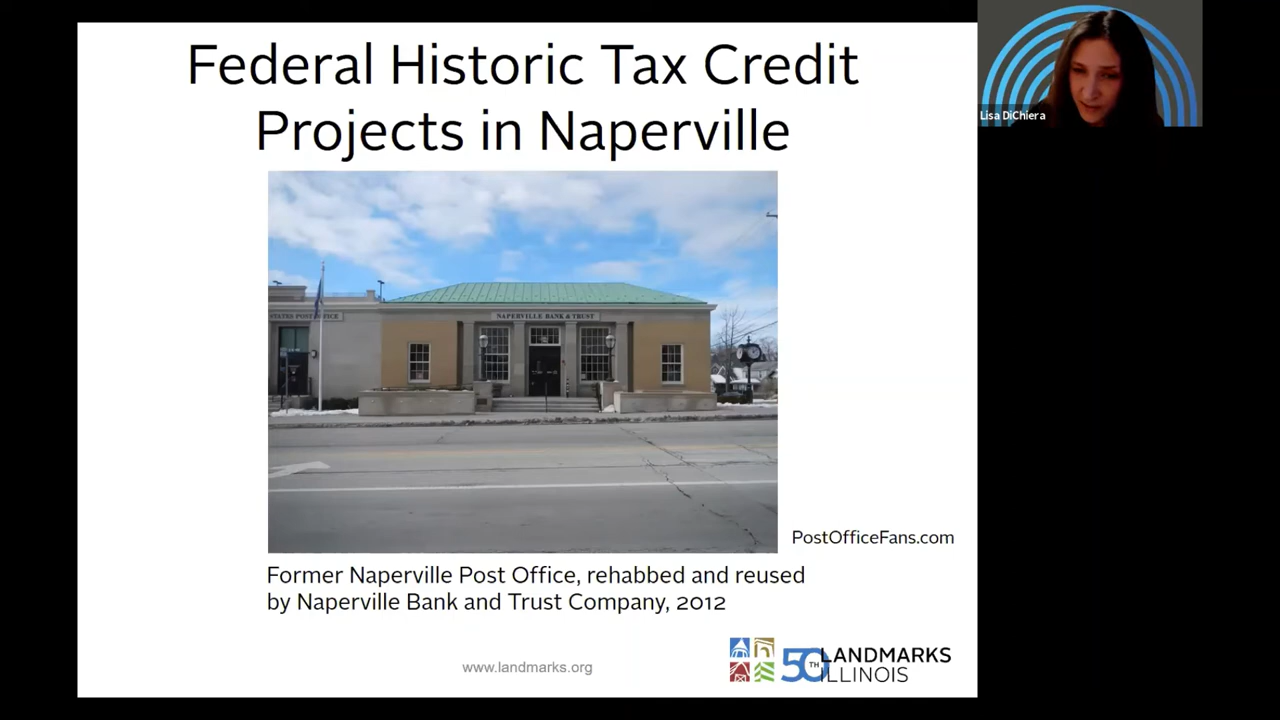 Federal Historic Tax Credit
Projects in Naperville
Lisa DiChiera
STATES POST OFFICE
NAPERVILLE BANK & TRUST
PostOfficeFans.com
Former Naperville Post Office, rehabbed and reused
by Naperville Bank and Trust Company, 2012
www.landmarks.org
50TH LANDMARKS
ILLINOIS